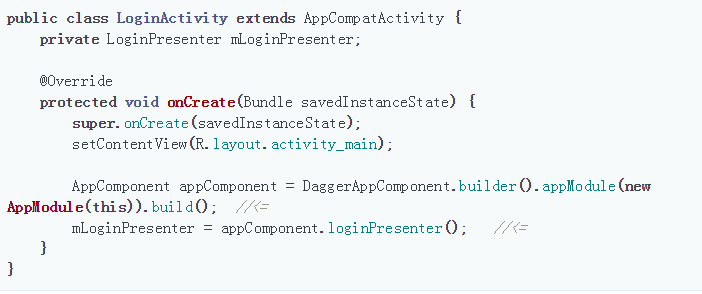 public class LoginActivity extends AppCompatActivity {
    private LoginPresenter mLoginPresenter;

    @Override
    protected void onCreate(Bundle savedInstanceState) {
        super.onCreate(savedInstanceState);
        setContentView(R.layout.activity_main);

        AppComponent appComponent = DaggerAppComponent.builder().appModule(new
AppModule(this)).build();  //<=
        mLoginPresenter = appComponent.loginPresenter();   //<=
    }
}